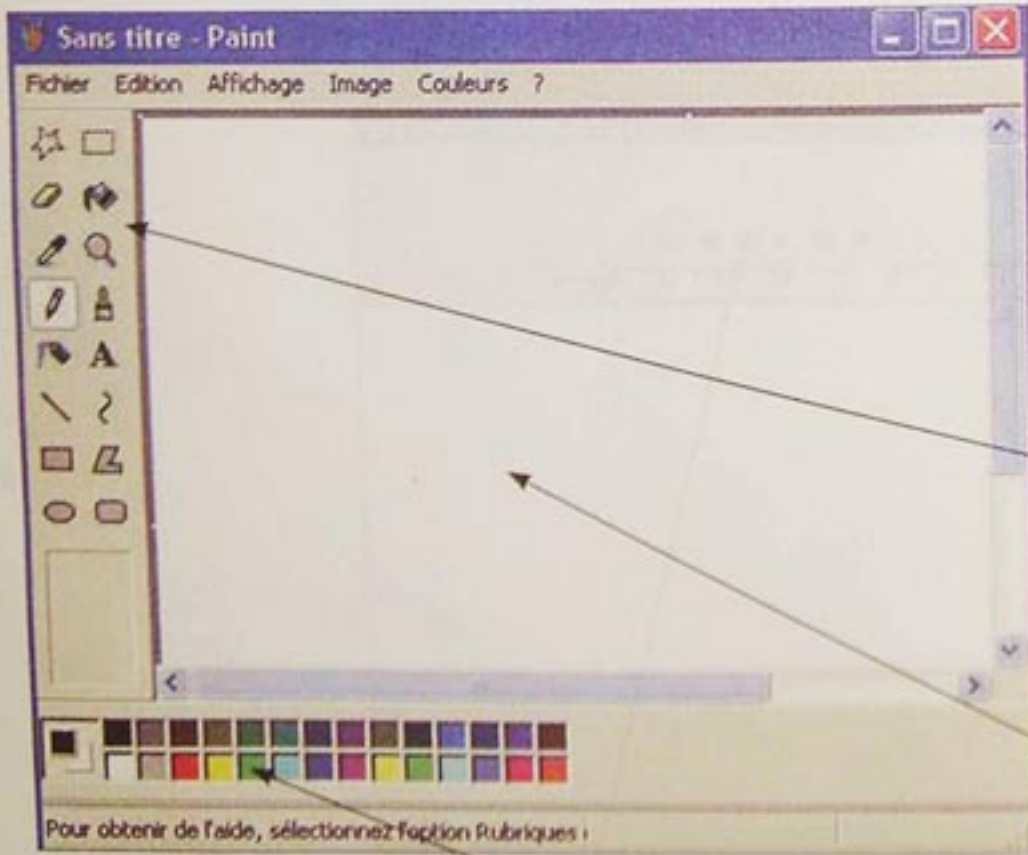 Sans titre - Paint
Fichier Edition Affichage Image Couleurs ?
A
Pour obtenir de l'aide, sélectionnez l'option Rubriques